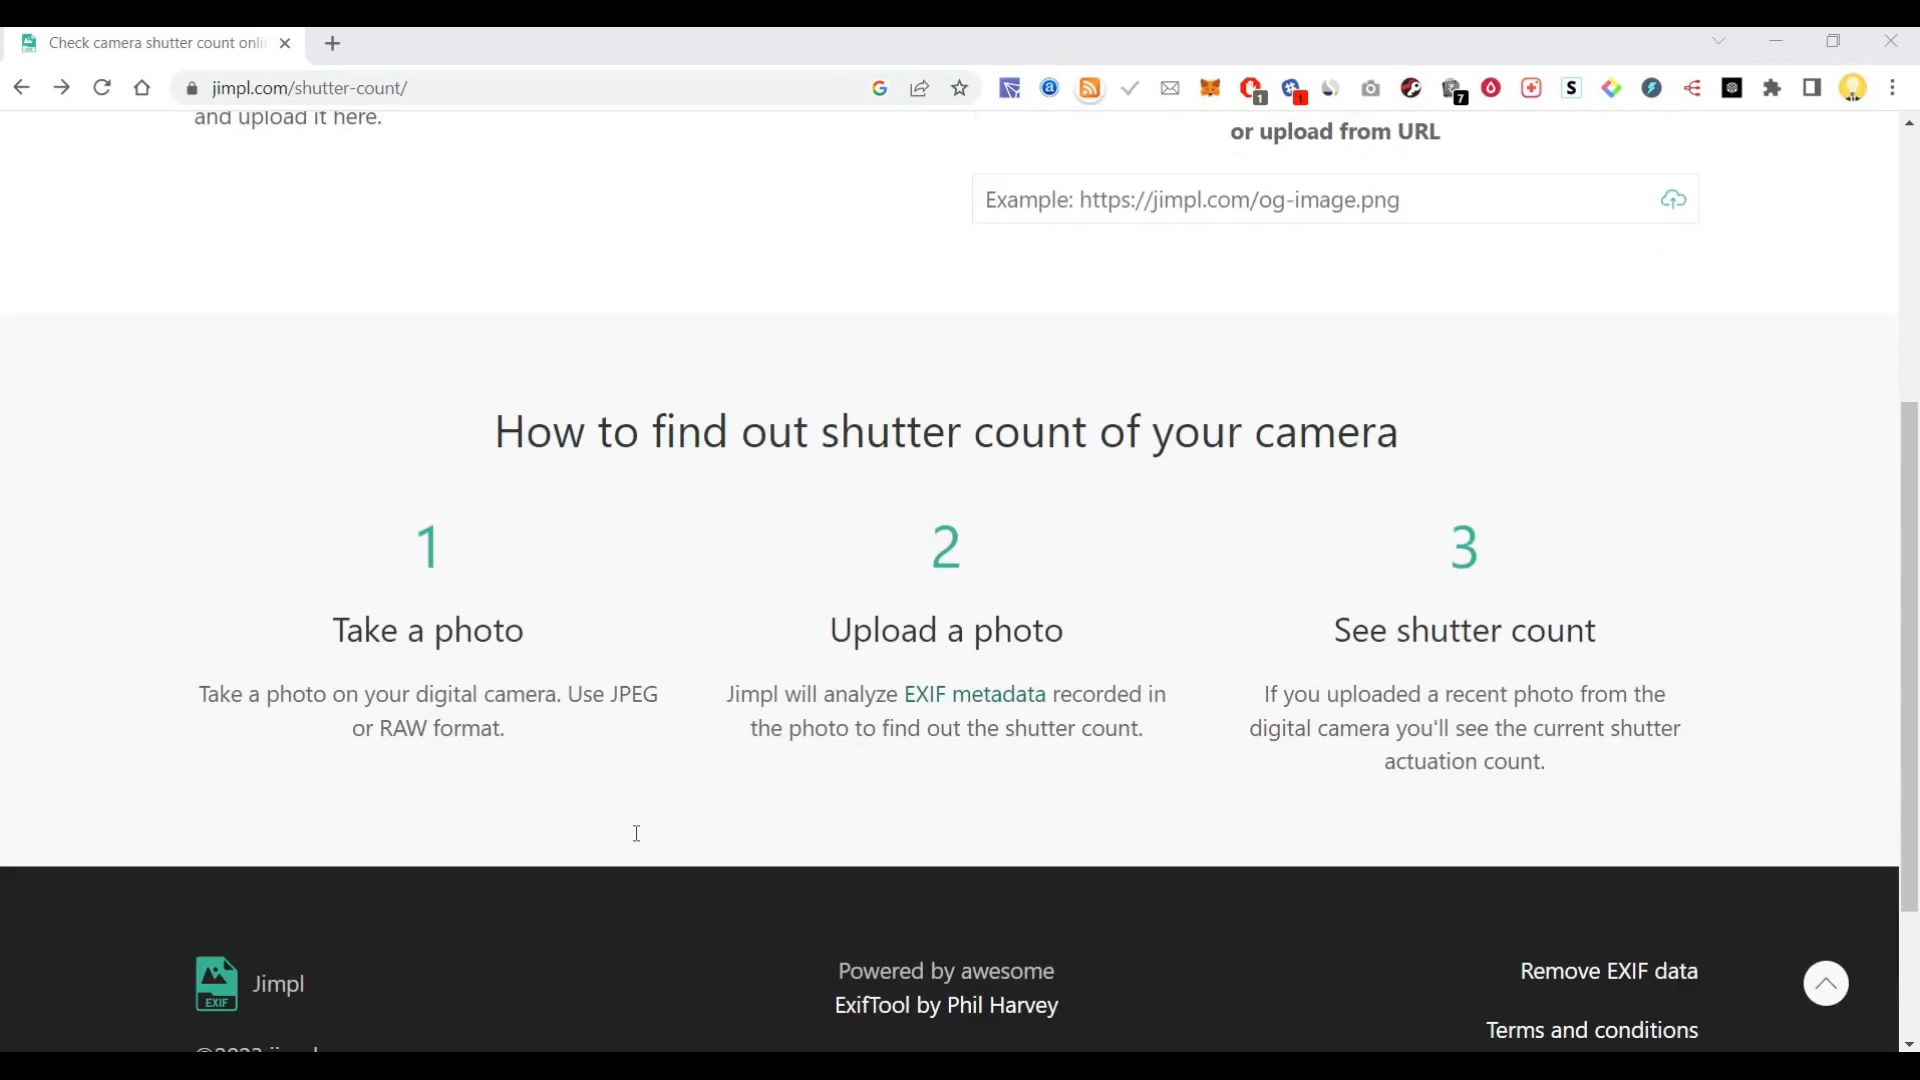 Check camera shutter count onli
jimpl.com/shutter-count/
1
1
7
S
and upload it here.
or upload from URL
Example: https://jimpl.com/og-image.png
How to find out shutter count of your camera
1
2
3
Take a photo
Upload a photo
See shutter count
Take a photo on your digital camera. Use JPEG
or RAW format.
Jimpl will analyze EXIF metadata recorded in
the photo to find out the shutter count.
If you uploaded a recent photo from the
digital camera you'll see the current shutter
actuation count.
EXIF
Jimpl
Powered by awesome
ExifTool by Phil Harvey
Remove EXIF data
Terms and conditions